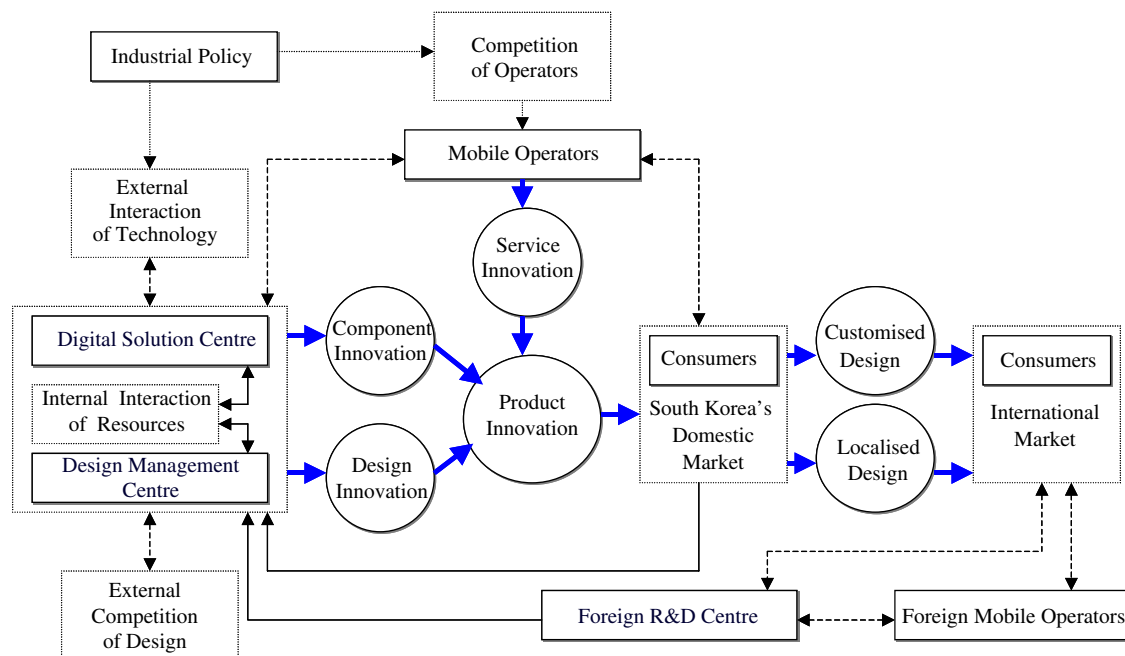 Industrial Policy
Competition
of Operators
Mobile Operators
External
Interaction
of Technology
Service
Innovation
Digital Solution Centre
Component
Innovation
Internal Interaction
of Resources
Design Management
Centre
Design
Innovation
Product
Innovation
Consumers
South Korea's
Domestic
Market
Customised
Design
Localised
Design
Consumers
International
Market
External
Competition
of Design
Foreign R&D Centre
Foreign Mobile Operators